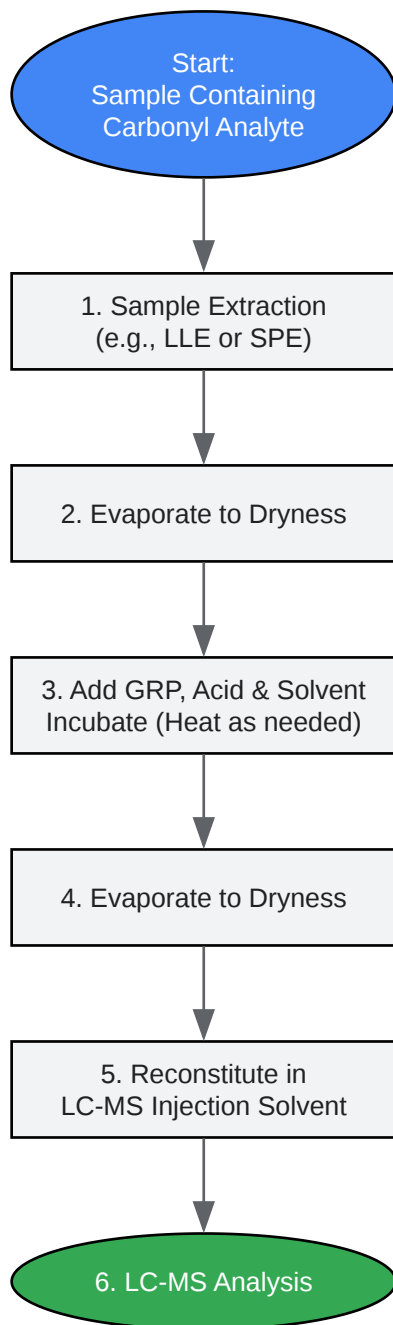 Start:
Sample Containing
Carbonyl Analyte
1. Sample Extraction
(e.g., LLE or SPE)
2. Evaporate to Dryness
3. Add GRP, Acid & Solvent
Incubate (Heat as needed)
4. Evaporate to Dryness
5. Reconstitute in
LC-MS Injection Solvent
6. LC-MS Analysis